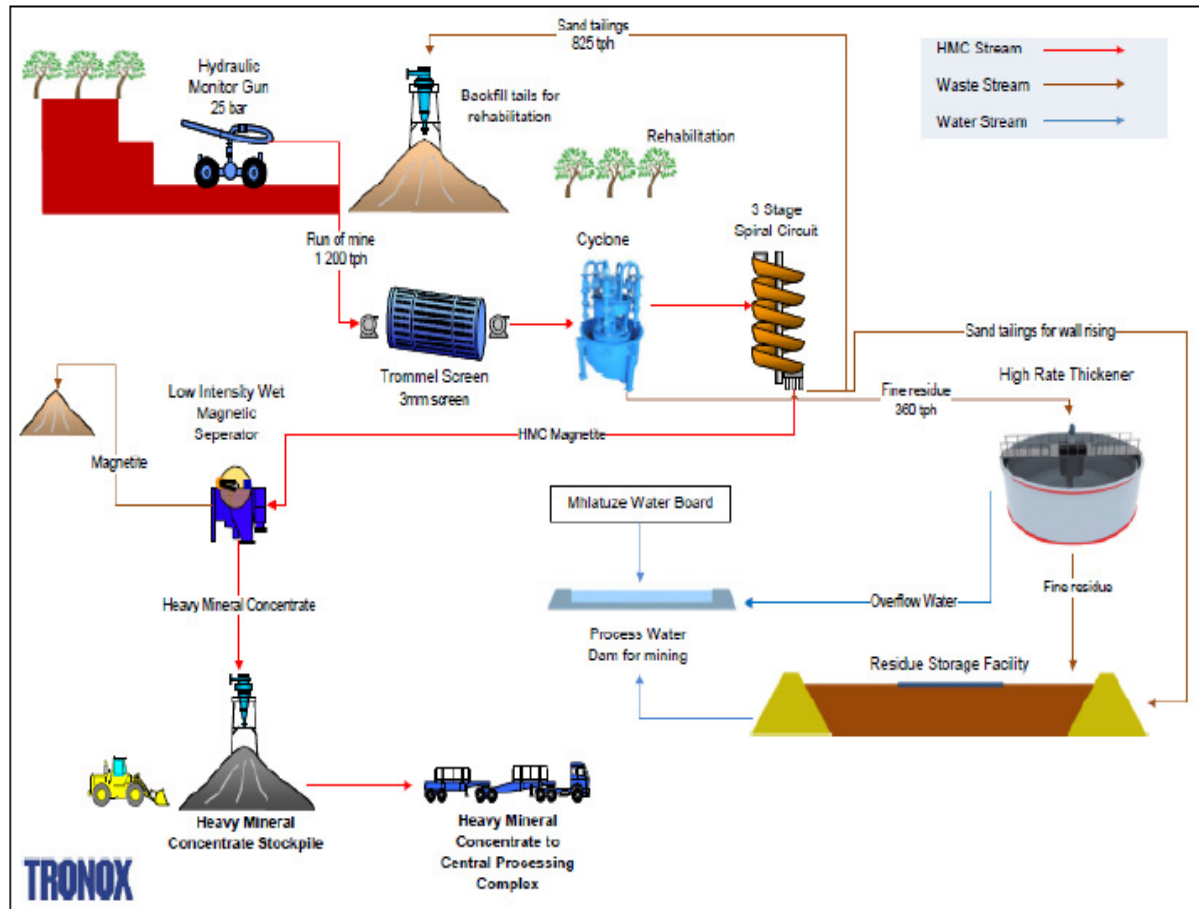 Sand tailings
825 tph
HMC Stream
Waste Stream
Water Stream
Hydraulic
Monitor Gun
25 bar
Backfill tails for
rehabilitation
Rehabilitation
3 Stage
Spiral Circuit
Cyclone
Run of mine
1 200 tph
Sand tailings for wall rising
Trommel Screen
3mm screen
High Rate Thickener
Fine residue
360 tph
Low Intensity Wet
Magnetic
Seperator
HMC Magnetite
Magnetite
Mhlatuze Water Board
Heavy Mineral Concentrate
Overflow Water
Fine residue
Process Water
Dam for mining
Residue Storage Facility
Heavy Mineral
Concentrate Stockpile
Heavy Mineral
Concentrate to
Central Processing
Complex
TRONOX